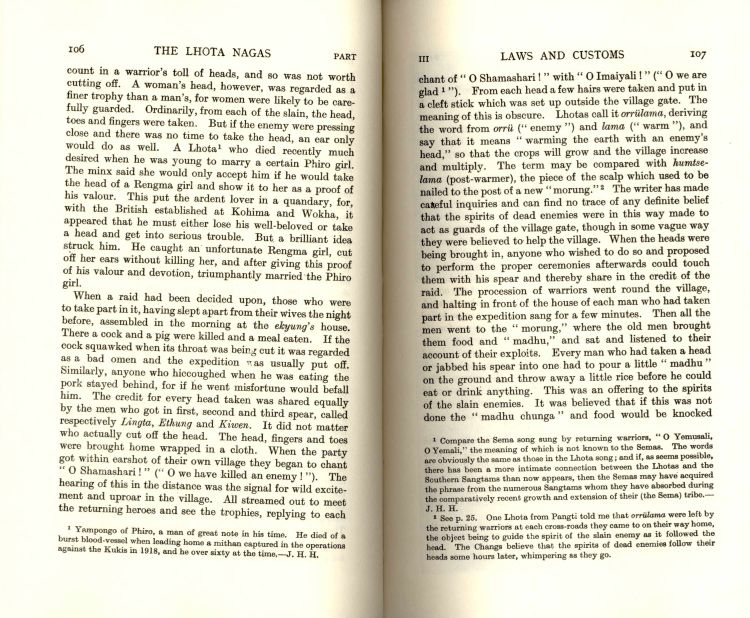 106 THE LHOTA NAGAS PART
count in a warrior's toll of heads, and so was not worth
cutting off. A woman's head, however, was regarded as a
finer trophy than a man's, for women were likely to be care-
fully guarded. Ordinarily, from each of the slain, the head,
toes and fingers were taken. But if the enemy were pressing
close and there was no time to take the head, an ear only
would do as well. A Lhota¹ who died recently much
desired when he was young to marry a certain Phiro girl.
The minx said she would only accept him if he would take
the head of a Rengma girl and show it to her as a proof of
his valour. This put the ardent lover in a quandary, for,
with the British established at Kohima and Wokha, it
appeared that he must either lose his well-beloved or take
a head and get into serious trouble. But a brilliant idea
struck him. He caught an unfortunate Rengma girl, cut
off her ears without killing her, and after giving this proof
of his valour and devotion, triumphantly married the Phiro
girl.
When a raid had been decided upon, those who were
to take part in it, having slept apart from their wives the night
before, assembled in the morning at the ekyung's house.
There a cock and a pig were killed and a meal eaten. If the
cock squawked when its throat was being cut it was regarded
as a bad omen and the expedition was usually put off.
Similarly, anyone who hiccoughed when he was eating the
pork stayed behind, for if he went misfortune would befall
him. The credit for every head taken was shared equally
by the men who got in first, second and third spear, called
respectively Lingta, Ethung and Kiwen. It did not matter
who actually cut off the head. The head, fingers and toes
were brought home wrapped in a cloth. When the party
got within earshot of their own village they began to chant
" O Shamashari ! " (" O we have killed an enemy ! "). The
hearing of this in the distance was the signal for wild excite-
ment and uproar in the village. All streamed out to meet
the returning heroes and see the trophies, replying to each
¹ Yampongo of Phiro, a man of great note in his time. He died of a
burst blood-vessel when leading home a mithan captured in the operations
against the Kukis in 1918, and he over sixty at the time.—J. H. H.
III LAWS AND CUSTOMS 107
chant of " O Shamashari ! " with " O Imaiyali ! " (" O we are
glad ¹ "). From each head a few hairs were taken and put in
a cleft stick which was set up outside the village gate. The
meaning of this is obscure. Lhotas call it orrülama, deriving
the word from orrü (" enemy ") and lama (" warm "), and
say that it means " warming the earth with an enemy's
head," so that the crops will grow and the village increase
and multiply. The term may be compared with humtse-
lama (post-warmer), the piece of the scalp which used to be
nailed to the post of a new " morung." ² The writer has made
careful inquiries and can find no trace of any definite belief
that the spirits of dead enemies were in this way made to
act as guards of the village gate, though in some vague way
they were believed to help the village. When the heads were
being brought in, anyone who wished to do so and proposed
to perform the proper ceremonies afterwards could touch
them with his spear and thereby share in the credit of the
raid. The procession of warriors went round the village,
and halting in front of the house of each man who had taken
part in the expedition sang for a few minutes. Then all the
men went to the " morung," where the old men brought
them food and " madhu," and sat and listened to their
account of their exploits. Every man who had taken a head
or jabbed his spear into one had to pour a little " madhu "
on the ground and throw away a little rice before he could
eat or drink anything. This was an offering to the spirits
of the slain enemies. It was believed that if this was not
done the " madhu chunga " and food would be knocked
¹ Compare the Sema song sung by returning warriors, " O Yemusali,
O Yemali," the meaning of which is not known to the Semas. The words
are obviously the same as those in the Lhota song; and if, as seems possible,
there has been a more intimate connection between the Lhotas and the
Southern Sangtams than now appears, then the Semas may have acquired
the phrase from the numerous Sangtams whom they have absorbed during
the comparatively recent growth and extension of their (the Sema) tribe.—
J. H. H.
² See p. 25. One Lhota from Pangti told me that orrülama were left by
the returning warriors at each cross-roads they came to on their way home,
the object being to guide the spirit of the slain enemy as it followed the
head. The Changs believe that the spirits of dead enemies follow their
heads some hours later, whimpering as they go.